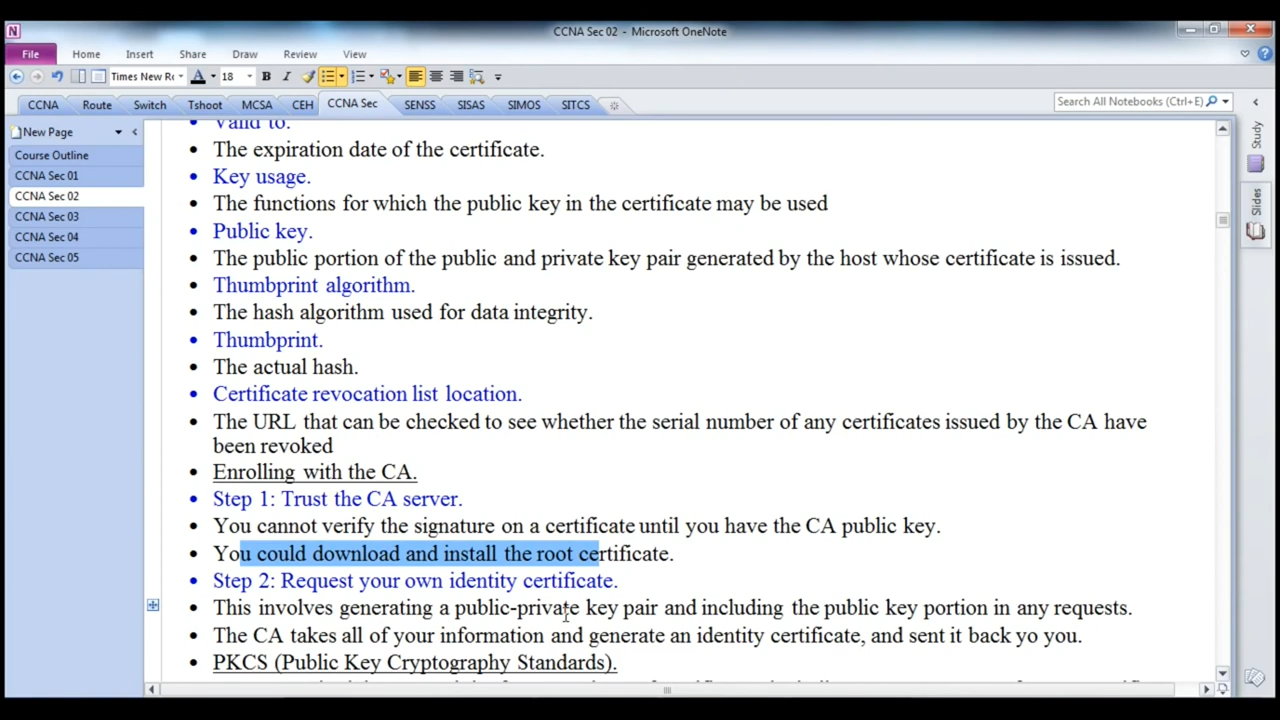 CCNA Sec 02 - Microsoft OneNote
File Home Insert Share Draw Review View
Times New Rc 18 B I
CCNA Route Switch Tshoot MCSA CEH CCNA Sec SENSS SISAS SIMOS SITCS Search All Notebooks (Ctrl+E)
New Page
Course Outline
CCNA Sec 01
CCNA Sec 02
CCNA Sec 03
CCNA Sec 04
CCNA Sec 05
Valid to.
The expiration date of the certificate.
Key usage.
The functions for which the public key in the certificate may be used
Public key.
The public portion of the public and private key pair generated by the host whose certificate is issued.
Thumbprint algorithm.
The hash algorithm used for data integrity.
Thumbprint.
The actual hash.
Certificate revocation list location.
The URL that can be checked to see whether the serial number of any certificates issued by the CA have
been revoked
Enrolling with the CA.
Step 1: Trust the CA server.
You cannot verify the signature on a certificate until you have the CA public key.
You could download and install the root certificate.
Step 2: Request your own identity certificate.
This involves generating a public-private key pair and including the public key portion in any requests.
The CA takes all of your information and generate an identity certificate, and sent it back yo you.
PKCS (Public Key Cryptography Standards).
Study
Slides